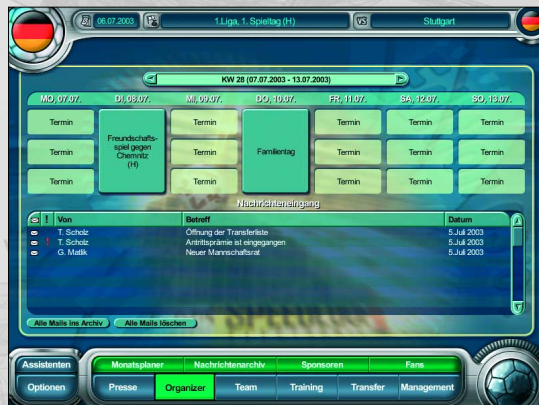 06.07.2003 1.Liga, 1. Spieltag (H) VS Stuttgart
KW 28 (07.07.2003 - 13.07.2003)
MO, 07.07. DI, 08.07. MI, 09.07. DO, 10.07. FR, 11.07. SA, 12.07. SO, 13.07.
Termin Termin Termin Termin Termin
Freundschafts-
spiel gegen
Chemnitz
(H)
Termin Familientag Termin Termin Termin Termin
Termin Termin Termin Termin Termin
Nachrichteneingang
! Von Betreff Datum
T. Scholz Öffnung der Transferliste 5.Juli 2003
! T. Scholz Antrittsprämie ist eingegangen 5.Juli 2003
G. Matlik Neuer Mannschaftsrat 5.Juli 2003
Alle Mails ins Archiv Alle Mails löschen
Assistenten Monatsplaner Nachrichtenarchiv Sponsoren Fans
Optionen Presse Organizer Team Training Transfer Management